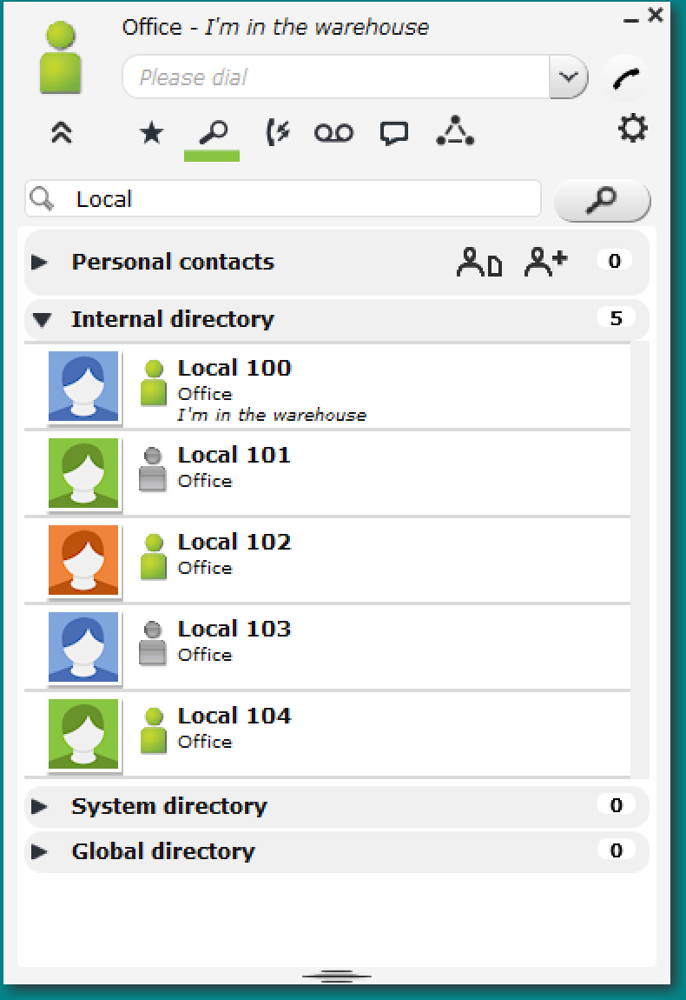 Office - I'm in the warehouse
Please dial
Local
Personal contacts 0
Internal directory 5
Local 100
Office
I'm in the warehouse
Local 101
Office
Local 102
Office
Local 103
Office
Local 104
Office
System directory 0
Global directory 0